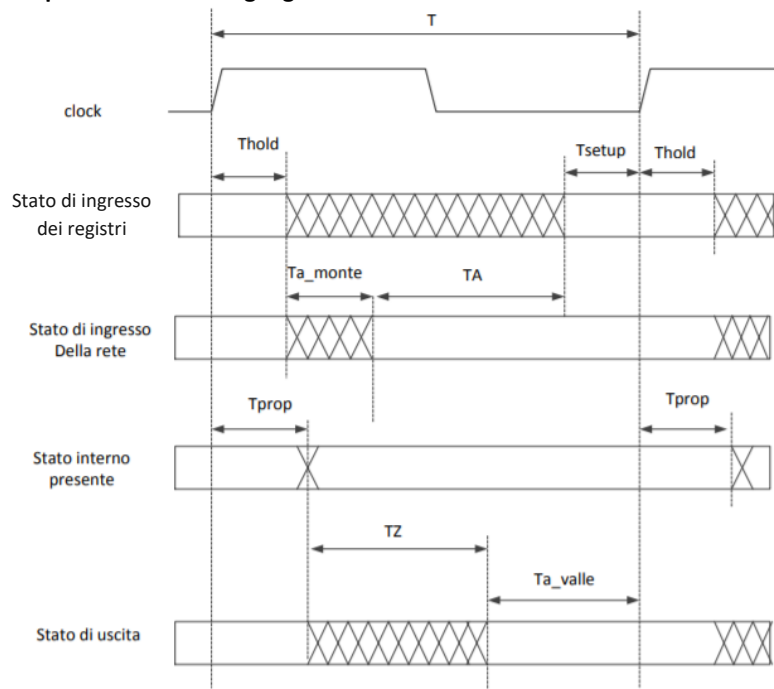 T
clock
Thold
Tsetup
Thold
Stato di ingresso
dei registri
Ta_monte
TA
Stato di ingresso
Della rete
Tprop
Tprop
Stato interno
presente
TZ
Ta_valle
Stato di uscita